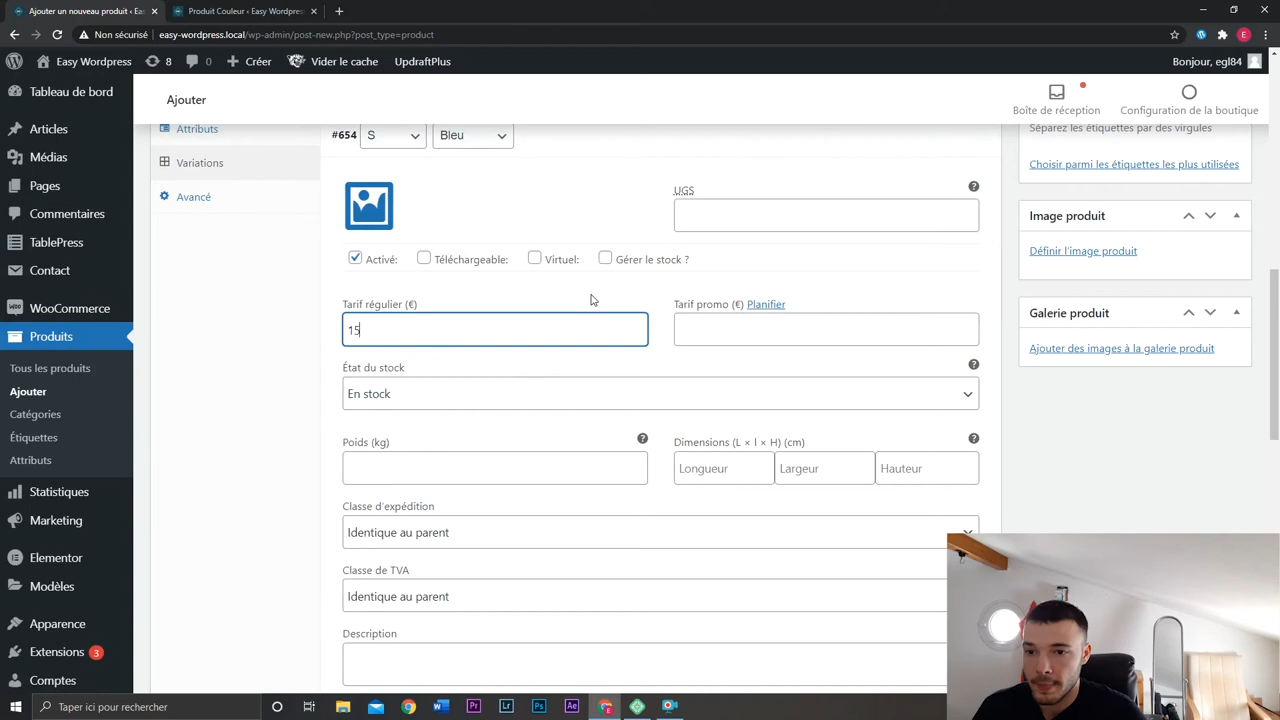 Ajouter un nouveau produit ‹ Eas
Produit Couleur – Easy Wordpres
Non sécurisé
easy-wordpress.local/wp-admin/post-new.php?post_type=product
E
Easy Wordpress
8
0
Créer
Vider le cache
UpdraftPlus
Bonjour, egl84
Ajouter
Boîte de réception
Configuration de la boutique
Tableau de bord
Articles
Médias
Pages
Commentaires
TablePress
Contact
WooCommerce
Produits
Tous les produits
Ajouter
Catégories
Étiquettes
Attributs
Statistiques
Marketing
Elementor
Modèles
Apparence
Extensions 3
Comptes
Attributs
Variations
Avancé
#654
S
Bleu
UGS
Activé:
Téléchargeable:
Virtuel:
Gérer le stock ?
Tarif régulier (€)
Tarif promo (€) Planifier
15
État du stock
En stock
Poids (kg)
Dimensions (L × l × H) (cm)
Longueur
Largeur
Hauteur
Classe d'expédition
Identique au parent
Classe de TVA
Identique au parent
Description
Séparez les étiquettes par des virgules
Choisir parmi les étiquettes les plus utilisées
Image produit
Définir l'image produit
Galerie produit
Ajouter des images à la galerie produit
Taper ici pour rechercher